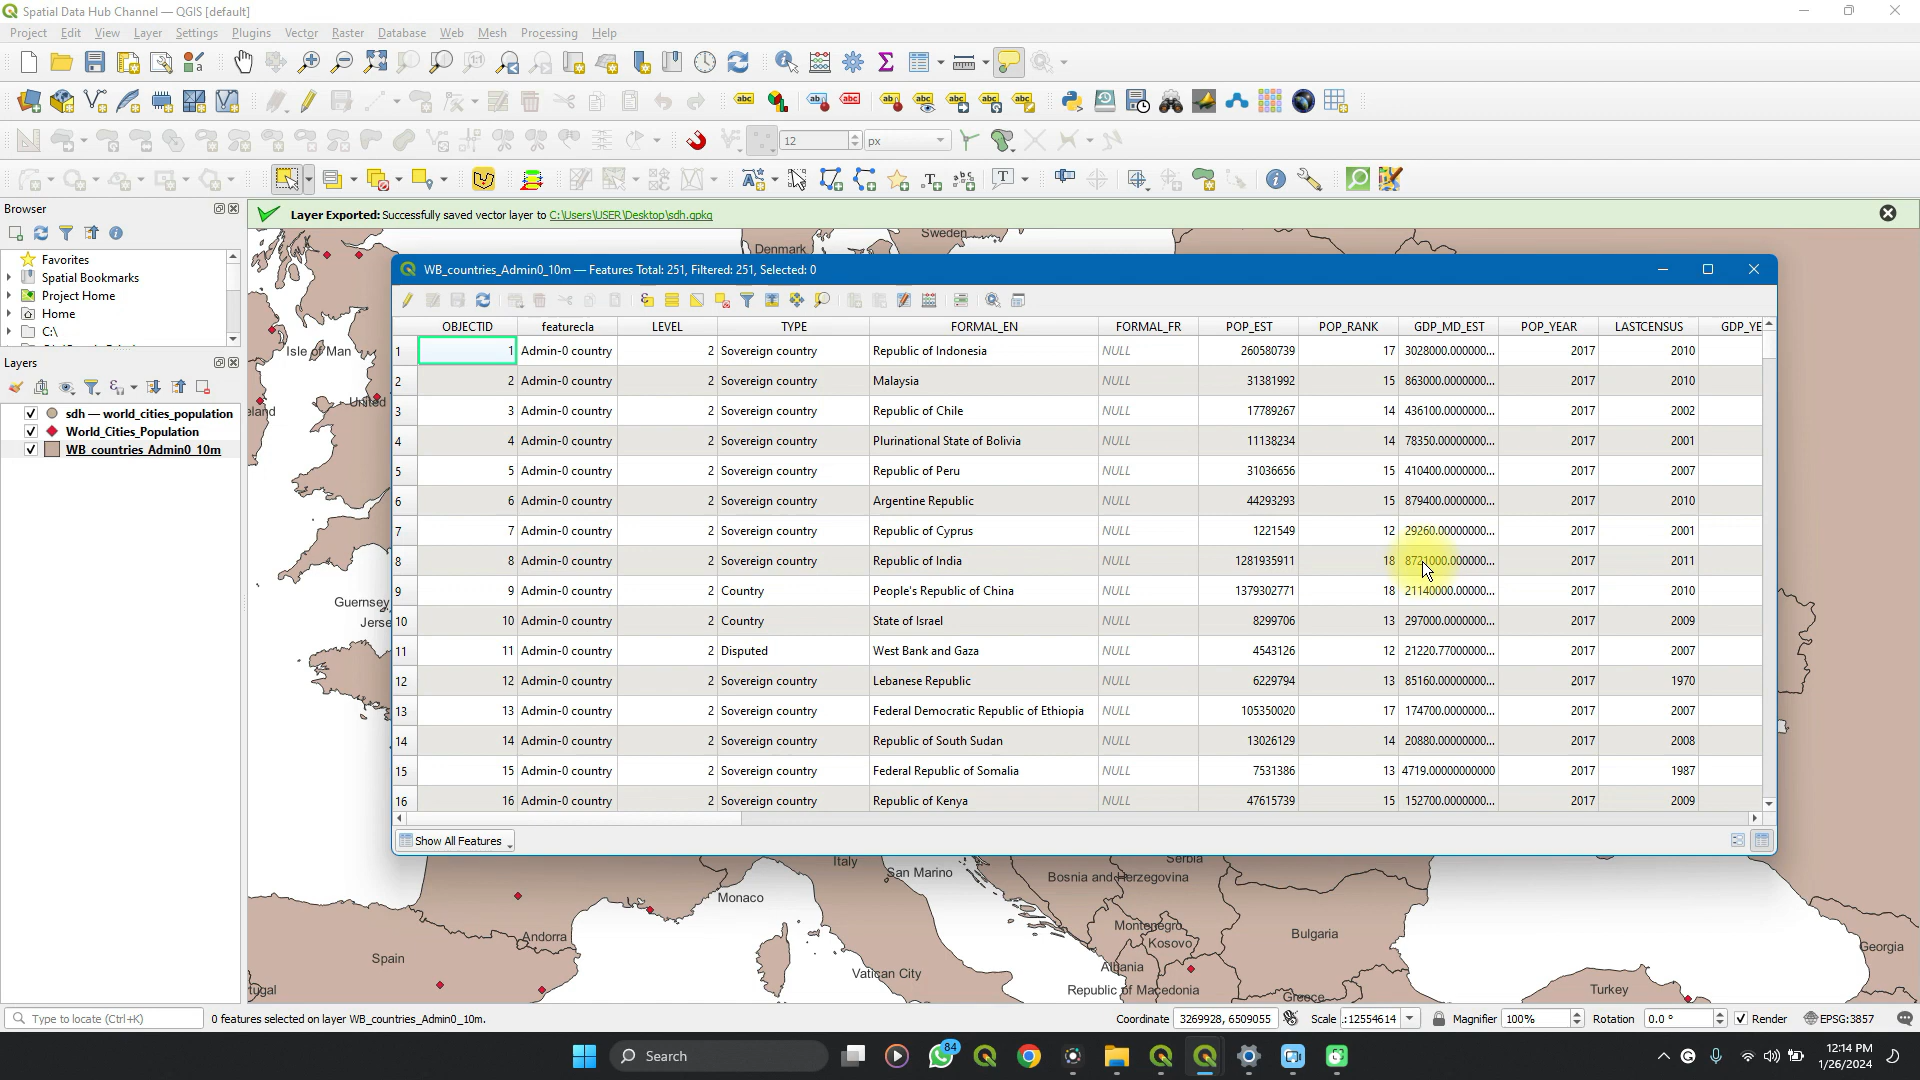 Spatial Data Hub Channel — QGIS [default]
Project Edit View Layer Settings Plugins Vector Raster Database Web Mesh Processing Help
12 px
Browser
Layer Exported: Successfully saved vector layer to C:\Users\USER\Desktop\sdh.gpkg
Favorites
Spatial Bookmarks
Project Home
Home
C:\
Layers
sdh — world_cities_population
World_Cities_Population
WB_countries_Admin0_10m
Sweden
Denmark
Isle of Man
United
eland
Guernsey
Jerse
WB_countries_Admin0_10m — Features Total: 251, Filtered: 251, Selected: 0
OBJECTID featurecla LEVEL TYPE FORMAL_EN FORMAL_FR POP_EST POP_RANK GDP_MD_EST POP_YEAR LASTCENSUS GDP_YE
1 1 Admin-0 country 2 Sovereign country Republic of Indonesia NULL 260580739 17 3028000.000000... 2017 2010
2 2 Admin-0 country 2 Sovereign country Malaysia NULL 31381992 15 863000.0000000... 2017 2010
3 3 Admin-0 country 2 Sovereign country Republic of Chile NULL 17789267 14 436100.0000000... 2017 2002
4 4 Admin-0 country 2 Sovereign country Plurinational State of Bolivia NULL 11138234 14 78350.00000000... 2017 2001
5 5 Admin-0 country 2 Sovereign country Republic of Peru NULL 31036656 15 410400.0000000... 2017 2007
6 6 Admin-0 country 2 Sovereign country Argentine Republic NULL 44293293 15 879400.0000000... 2017 2010
7 7 Admin-0 country 2 Sovereign country Republic of Cyprus NULL 1221549 12 29260.00000000... 2017 2001
8 8 Admin-0 country 2 Sovereign country Republic of India NULL 1281935911 18 8721000.000000... 2017 2011
9 9 Admin-0 country 2 Country People's Republic of China NULL 1379302771 18 21140000.00000... 2017 2010
10 10 Admin-0 country 2 Country State of Israel NULL 8299706 13 297000.0000000... 2017 2009
11 11 Admin-0 country 2 Disputed West Bank and Gaza NULL 4543126 12 21220.77000000... 2017 2007
12 12 Admin-0 country 2 Sovereign country Lebanese Republic NULL 6229794 13 85160.00000000... 2017 1970
13 13 Admin-0 country 2 Sovereign country Federal Democratic Republic of Ethiopia NULL 105350020 17 174700.0000000... 2017 2007
14 14 Admin-0 country 2 Sovereign country Republic of South Sudan NULL 13026129 14 20880.00000000... 2017 2008
15 15 Admin-0 country 2 Sovereign country Federal Republic of Somalia NULL 7531386 13 4719.00000000000 2017 1987
16 16 Admin-0 country 2 Sovereign country Republic of Kenya NULL 47615739 15 152700.0000000... 2017 2009
Show All Features
Italy Serbia
San Marino Bosnia and Herzegovina
Monaco
Montenegro
Andorra Kosovo Bulgaria Georgia
Spain Albania
Vatican City
tugal Republic of Macedonia Greece Turkey
Type to locate (Ctrl+K) 0 features selected on layer WB_countries_Admin0_10m. Coordinate 3269928, 6509055 Scale :12554614 Magnifier 100% Rotation 0.0 ° Render EPSG:3857
Search 84 12:14 PM
1/26/2024